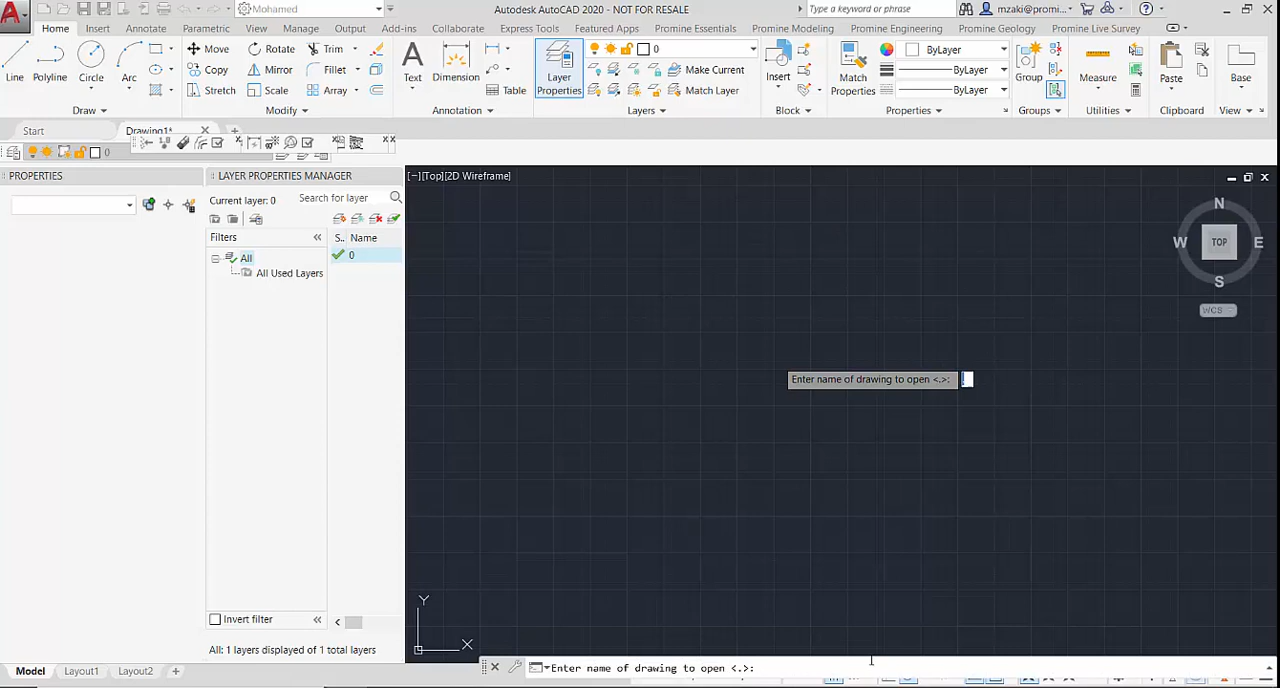 Mohamed
Autodesk AutoCAD 2020 - NOT FOR RESALE
Type a keyword or phrase
mzaki@promi...
Home Insert Annotate Parametric View Manage Output Add-ins Collaborate Express Tools Featured Apps Promine Essentials Promine Modeling Promine Engineering Promine Geology Promine Live Survey
Line Polyline Circle Arc
Move Rotate Trim
Copy Mirror Fillet
Stretch Scale Array
Text Dimension Table
Layer Properties
0
Make Current
Match Layer
Insert
Match Properties
ByLayer
ByLayer
ByLayer
Group Measure Paste Base
Draw Modify Annotation Layers Block Properties Groups Utilities Clipboard View
Start Drawing1*
0
PROPERTIES
LAYER PROPERTIES MANAGER
Current layer: 0
Search for layer
Filters
S.. Name
All
0
All Used Layers
Invert filter
All: 1 layers displayed of 1 total layers
[−][Top][2D Wireframe]
N
W TOP E
S
WCS
Enter name of drawing to open <.>:
Y
X
Model Layout1 Layout2 +
Enter name of drawing to open <.>: